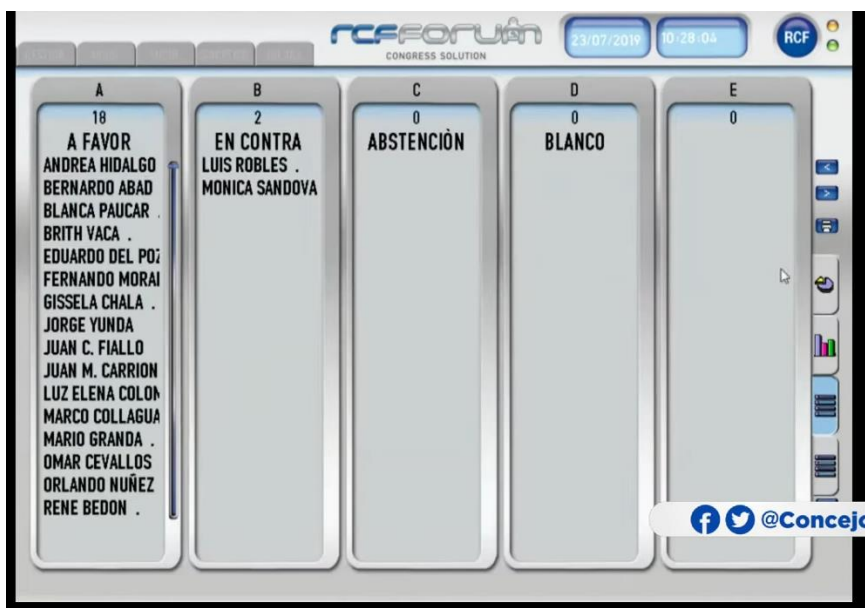 RCF FORUM
CONGRESS SOLUTION
23/07/2019
10:28:04
RCF
A
18
A FAVOR
ANDREA HIDALGO
BERNARDO ABAD
BLANCA PAUCAR .
BRITH VACA .
EDUARDO DEL POZ
FERNANDO MORAI
GISSELA CHALA .
JORGE YUNDA
JUAN C. FIALLO
JUAN M. CARRION
LUZ ELENA COLON
MARCO COLLAGUA
MARIO GRANDA .
OMAR CEVALLOS
ORLANDO NUÑEZ
RENE BEDON .
B
2
EN CONTRA
LUIS ROBLES .
MONICA SANDOVA
C
0
ABSTENCIÒN
D
0
BLANCO
E
0
@Concejo